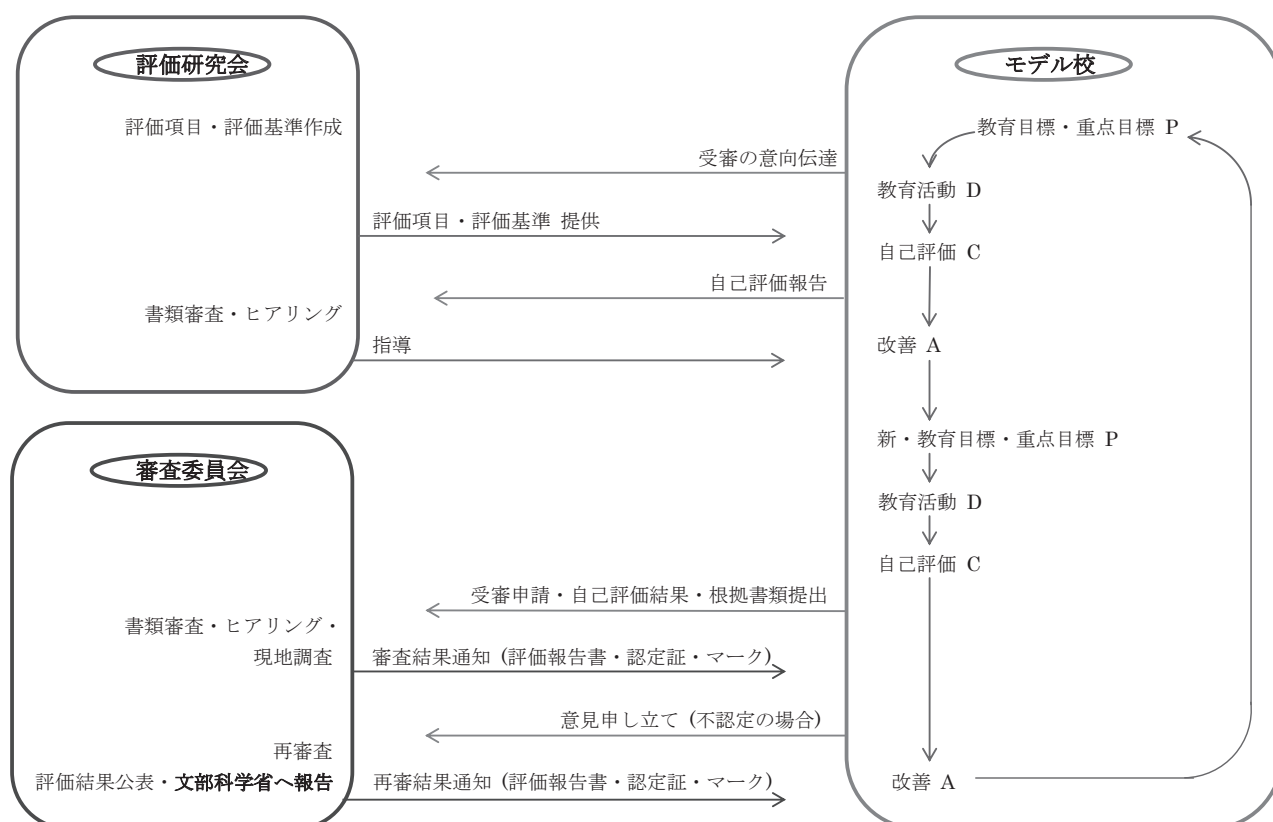 評価研究会
評価項目・評価基準作成
書類審査・ヒアリング
審査委員会
書類審査・ヒアリング・
現地調査
再審査
評価結果公表・文部科学省へ報告
受審の意向伝達
評価項目・評価基準 提供
自己評価報告
指導
受審申請・自己評価結果・根拠書類提出
審査結果通知 (評価報告書・認定証・マーク)
意見申し立て (不認定の場合)
再審結果通知 (評価報告書・認定証・マーク)
モデル校
教育目標・重点目標 P
教育活動 D
自己評価 C
改善 A
新・教育目標・重点目標 P
教育活動 D
自己評価 C
改善 A